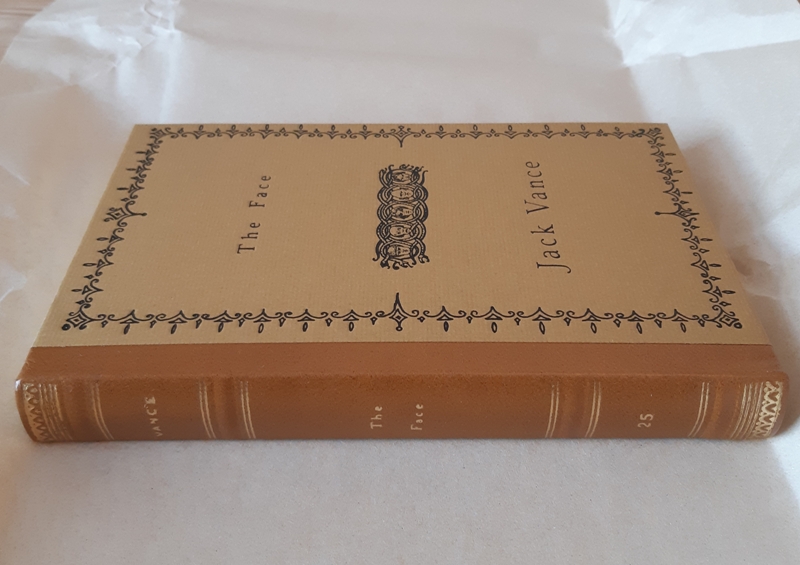 The Face
Jack Vance
VANCE
The
Face
25